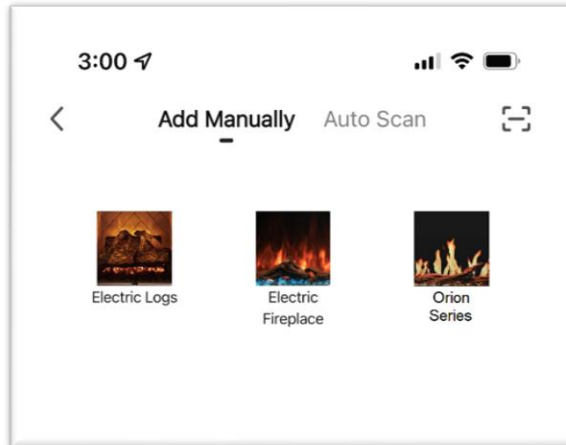 3:00
Add Manually Auto Scan
Electric Logs
Electric
Fireplace
Orion
Series